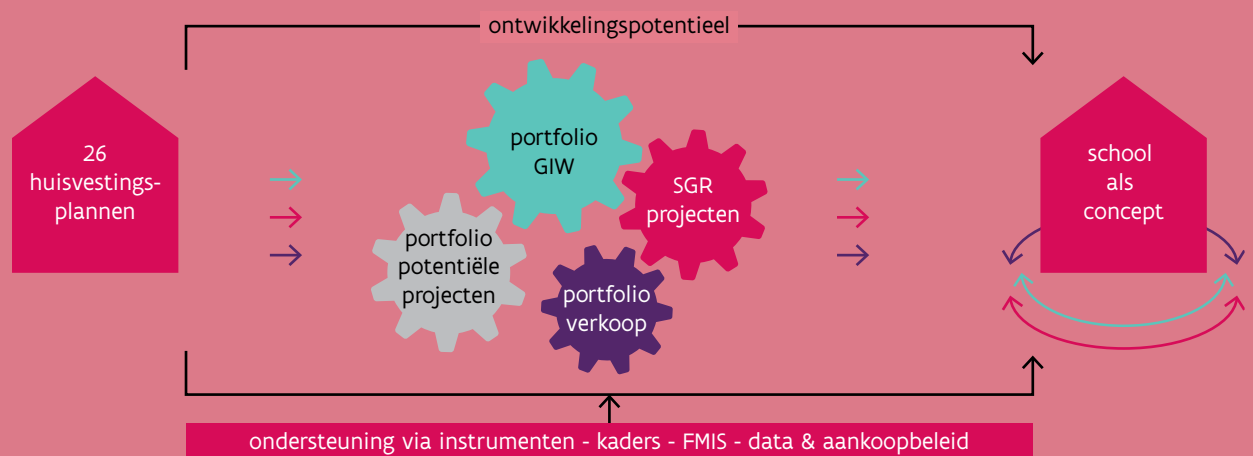 ontwikkelingspotentieel
26
huisvestings-
plannen
portfolio
GIW
SGR
projecten
portfolio
potentiële
projecten
portfolio
verkoop
school
als
concept
ondersteuning via instrumenten - kaders - FMIS - data & aankoopbeleid